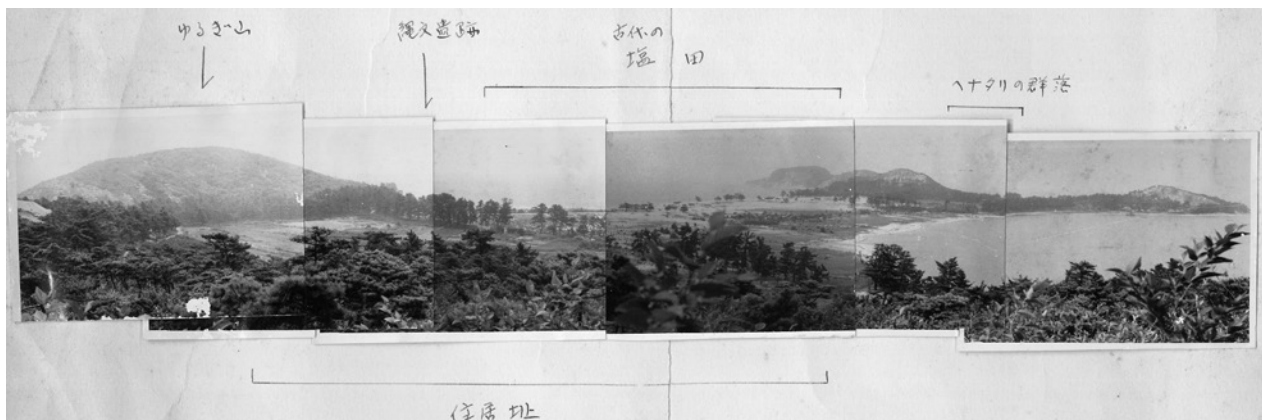 ゆるぎ山
縄文遺跡
古代の
塩田
ヘナタリの群落
住居址